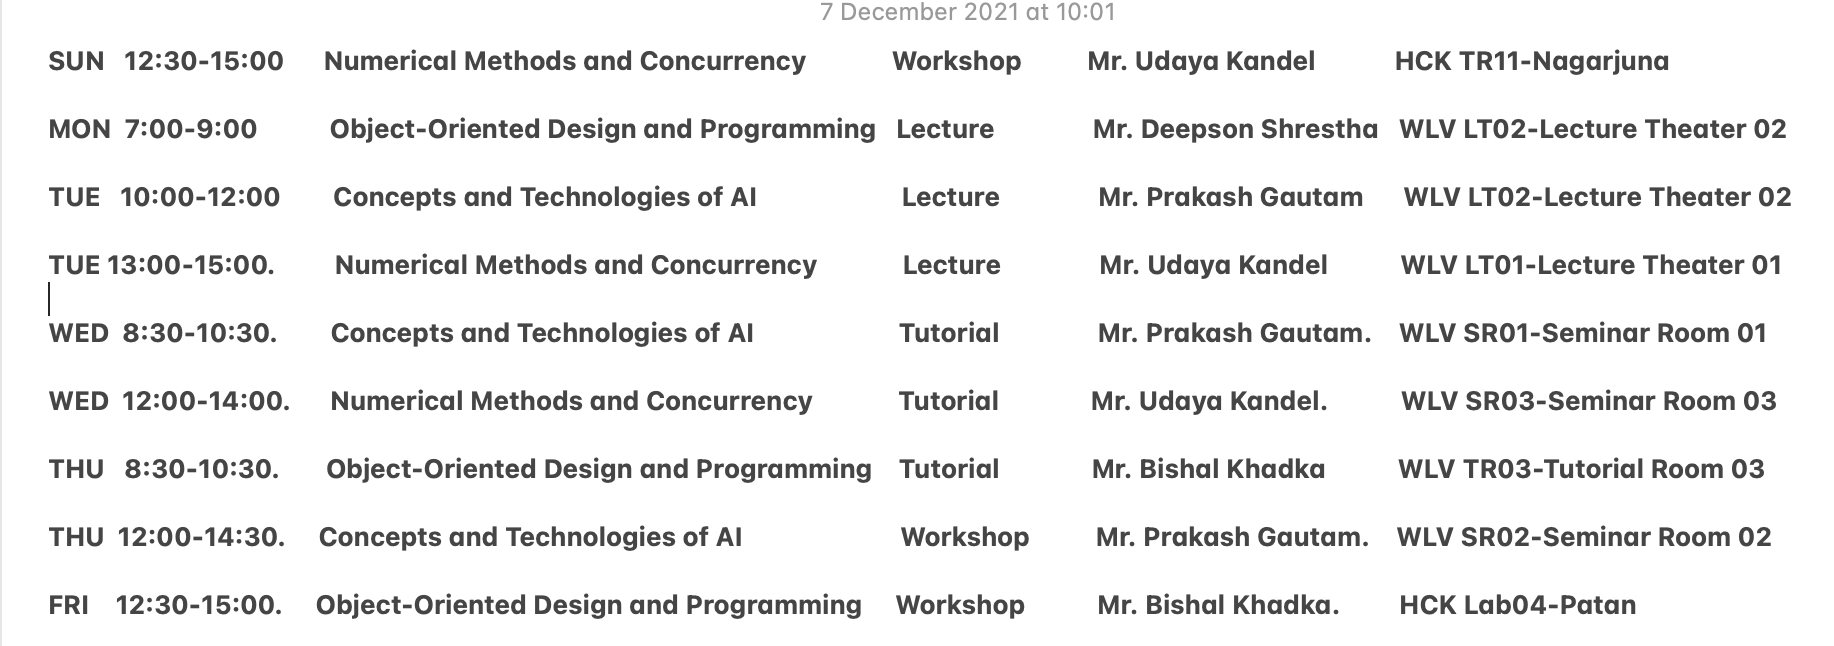 7 December 2021 at 10:01
SUN 12:30-15:00 Numerical Methods and Concurrency Workshop Mr. Udaya Kandel HCK TR11-Nagarjuna
MON 7:00-9:00 Object-Oriented Design and Programming Lecture Mr. Deepson Shrestha WLV LT02-Lecture Theater 02
TUE 10:00-12:00 Concepts and Technologies of AI Lecture Mr. Prakash Gautam WLV LT02-Lecture Theater 02
TUE 13:00-15:00. Numerical Methods and Concurrency Lecture Mr. Udaya Kandel WLV LT01-Lecture Theater 01
WED 8:30-10:30. Concepts and Technologies of AI Tutorial Mr. Prakash Gautam. WLV SR01-Seminar Room 01
WED 12:00-14:00. Numerical Methods and Concurrency Tutorial Mr. Udaya Kandel. WLV SR03-Seminar Room 03
THU 8:30-10:30. Object-Oriented Design and Programming Tutorial Mr. Bishal Khadka WLV TR03-Tutorial Room 03
THU 12:00-14:30. Concepts and Technologies of AI Workshop Mr. Prakash Gautam. WLV SR02-Seminar Room 02
FRI 12:30-15:00. Object-Oriented Design and Programming Workshop Mr. Bishal Khadka. HCK Lab04-Patan